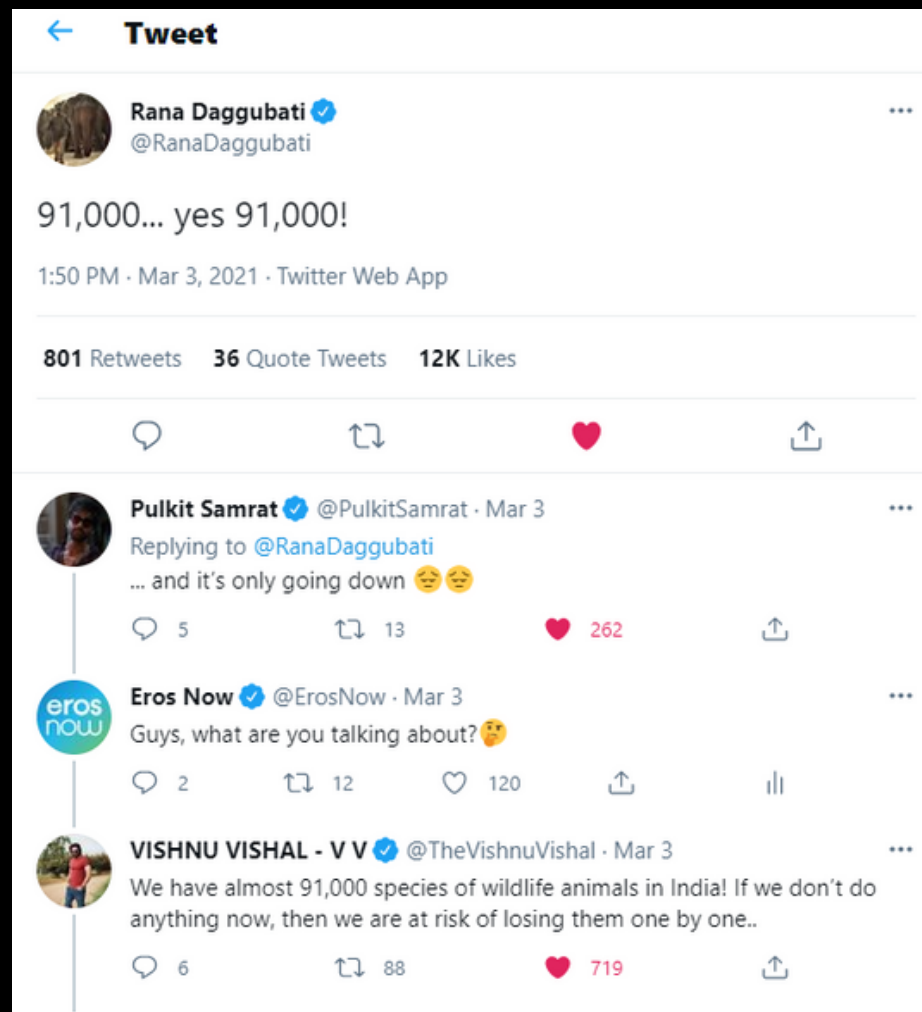 Tweet
Rana Daggubati
@RanaDaggubati
91,000... yes 91,000!
1:50 PM · Mar 3, 2021 · Twitter Web App
801 Retweets 36 Quote Tweets 12K Likes
Pulkit Samrat @PulkitSamrat · Mar 3
Replying to @RanaDaggubati
... and it's only going down 😔😔
5 13 262
eros
now
Eros Now @ErosNow · Mar 3
Guys, what are you talking about?🤔
2 12 120
VISHNU VISHAL - V V @TheVishnuVishal · Mar 3
We have almost 91,000 species of wildlife animals in India! If we don't do
anything now, then we are at risk of losing them one by one..
6 88 719